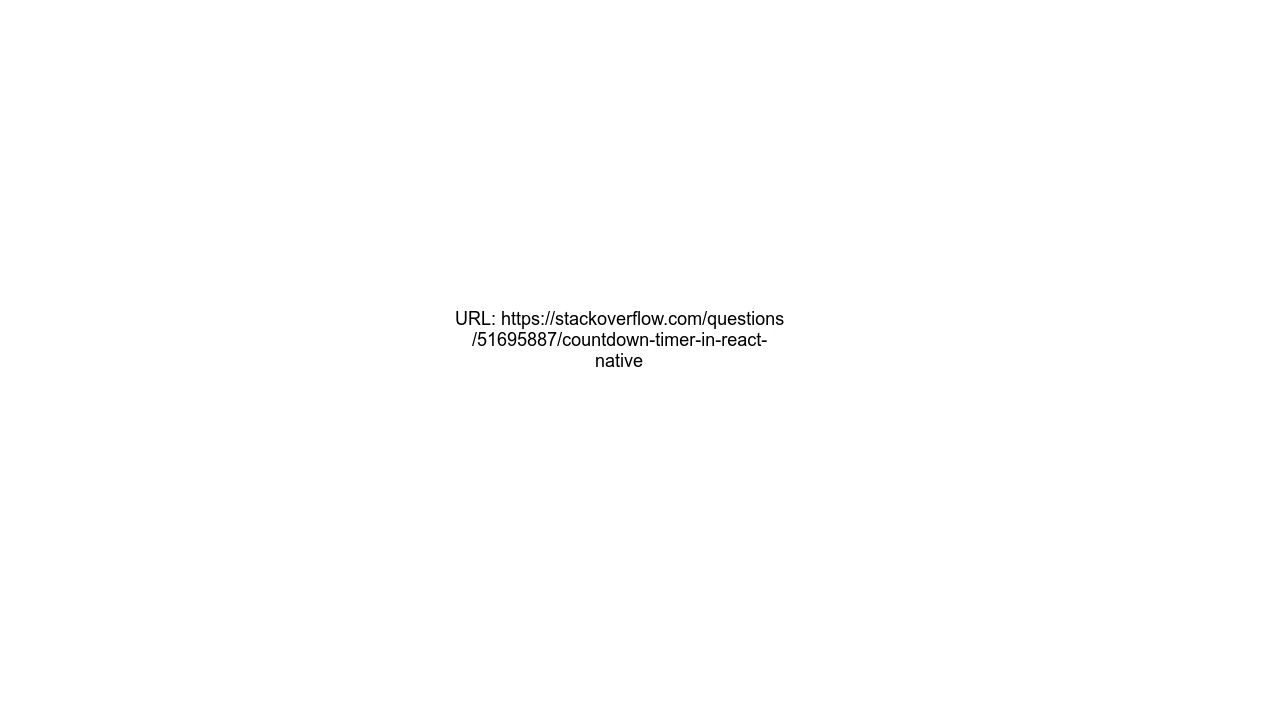 URL: https://stackoverflow.com/questions
/51695887/countdown-timer-in-react-
native